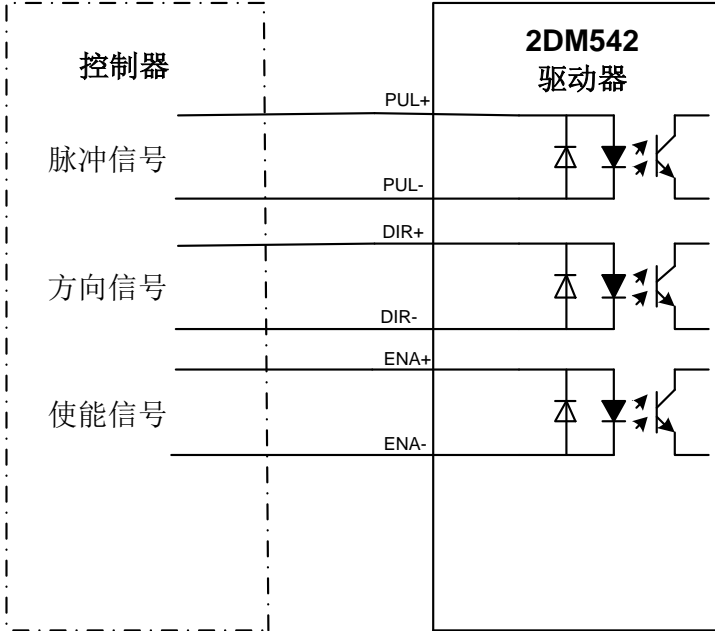 2DM542
控制器
驱动器
PUL+
脉冲信号
PUL-
DIR+
方向信号
DIR-
ENA+
使能信号
ENA-